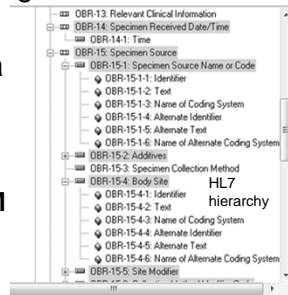 OBR-13: Relevant Clinical Information
OBR-14: Specimen Received Date/Time
OBR-14-1: Time
OBR-15: Specimen Source
a
OBR-15-1: Specimen Source Name or Code
OBR-15-1-1: Identifier
OBR-15-1-2: Text
OBR-15-1-3: Name of Coding System
OBR-15-1-4: Alternate Identifier
OBR-15-1-5: Alternate Text
OBR-15-1-6: Name of Alternate Coding System
OBR-15-2: Additives
OBR-15-3: Specimen Collection Method
OBR-15-4: Body Site HL7
OBR-15-4-1: Identifier hierarchy
OBR-15-4-2: Text
OBR-15-4-3: Name of Coding System
OBR-15-4-4: Alternate Identifier
OBR-15-4-5: Alternate Text
OBR-15-4-6: Name of Alternate Coding System
OBR-15-5: Site Modifier